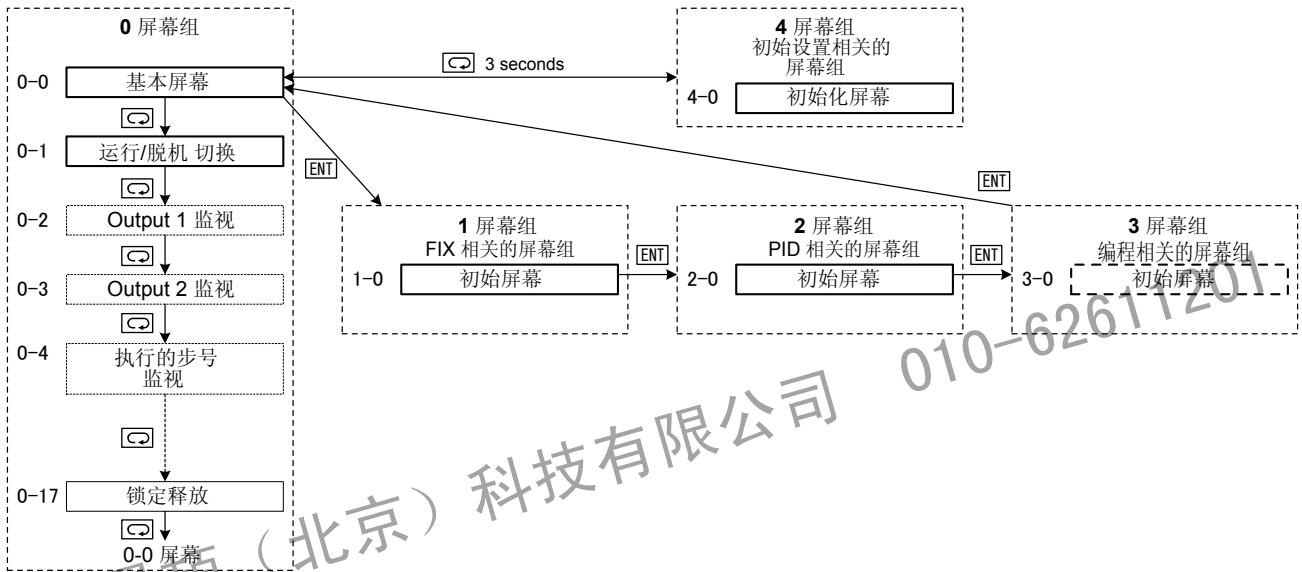 0 屏幕组
0-0 基本屏幕
0-1 运行/脱机 切换
0-2 Output 1 监视
0-3 Output 2 监视
0-4 执行的步号
监视
0-17 锁定释放
0-0 屏幕
3 seconds
4 屏幕组
初始设置相关的
屏幕组
4-0 初始化屏幕
ENT
1 屏幕组
FIX 相关的屏幕组
1-0 初始屏幕
ENT
2 屏幕组
PID 相关的屏幕组
2-0 初始屏幕
ENT
ENT
3 屏幕组
编程相关的屏幕组
3-0 初始屏幕
（北京）科技有限公司 010-62611201